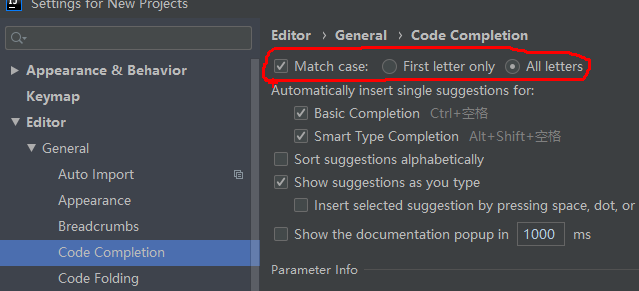 Settings for New Projects
Editor › General › Code Completion
Match case: First letter only All letters
Appearance & Behavior
Automatically insert single suggestions for:
Keymap
Basic Completion Ctrl+空格
Editor
Smart Type Completion Alt+Shift+空格
General
Sort suggestions alphabetically
Auto Import
Show suggestions as you type
Appearance
Insert selected suggestion by pressing space, dot, or
Breadcrumbs
Show the documentation popup in 1000 ms
Code Completion
Parameter Info
Code Folding